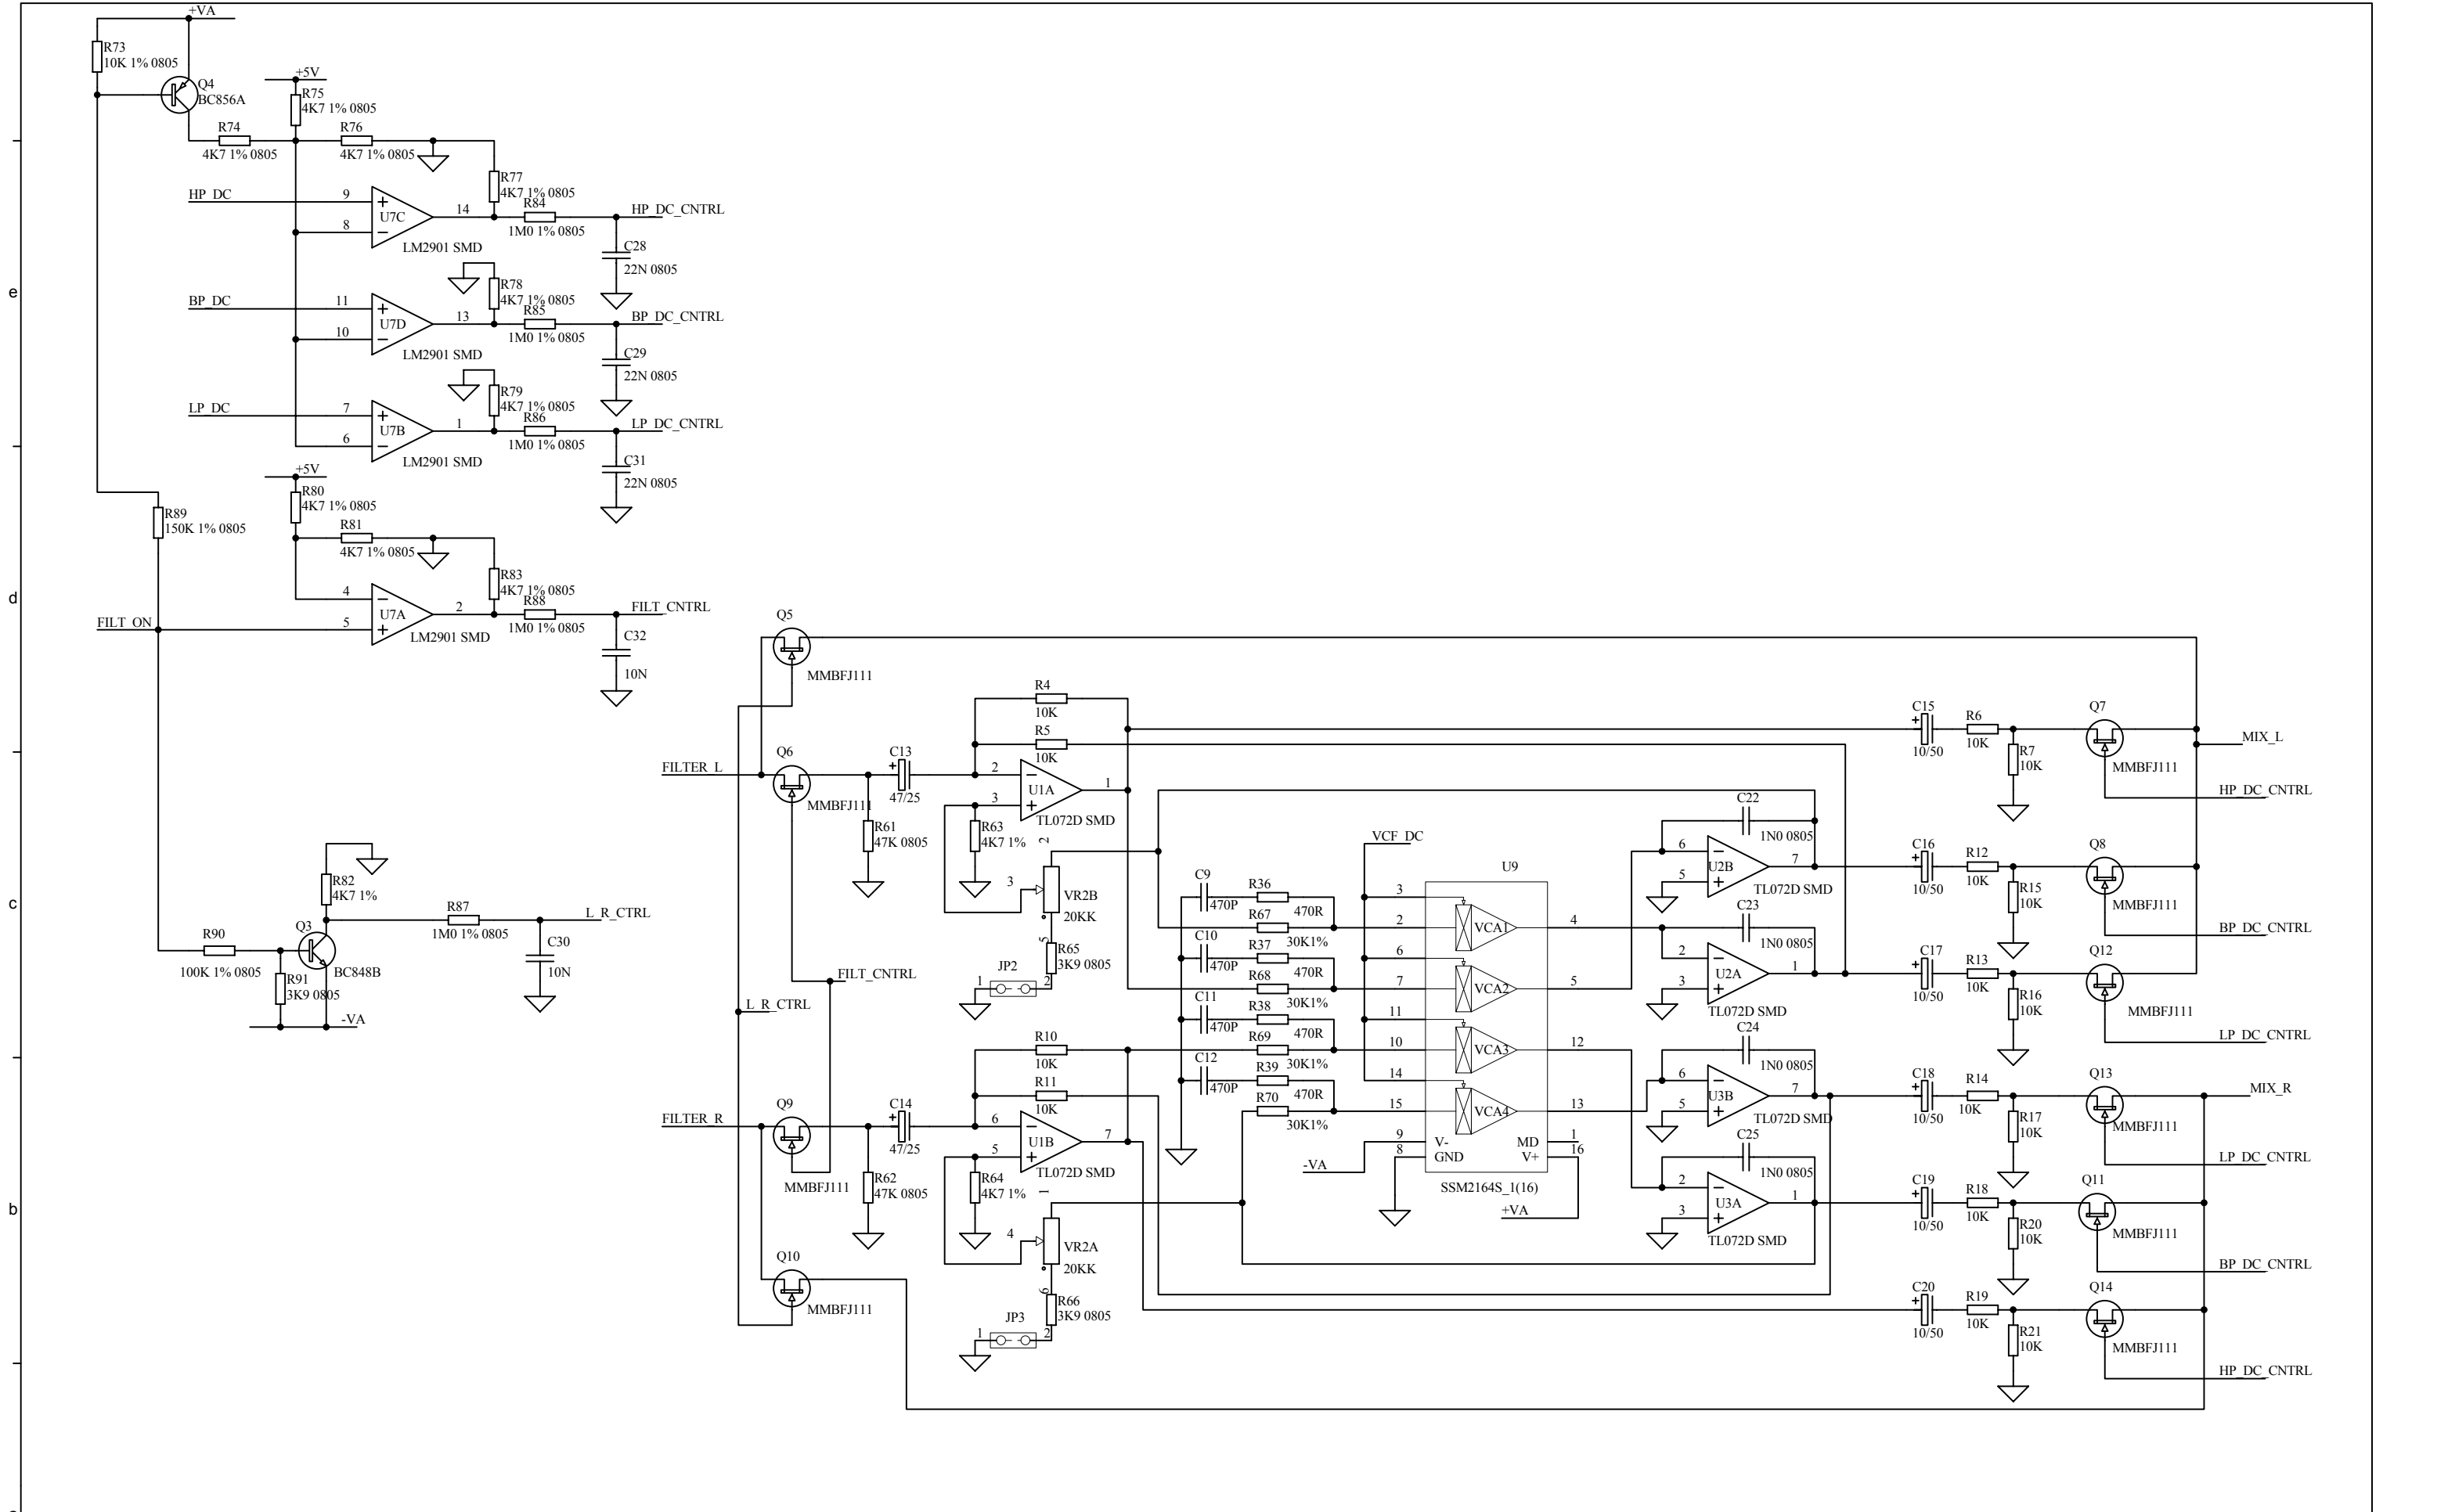 +VA
R73
10K 1% 0805
Q4
BC856A
+5V
R75
4K7 1% 0805
R74
4K7 1% 0805
R76
4K7 1% 0805
R77
4K7 1% 0805
HP_DC
9
8
+
−
U7C
14
LM2901 SMD
R84
1M0 1% 0805
HP_DC_CNTRL
C28
22N 0805
R78
4K7 1% 0805
BP_DC
11
10
+
−
U7D
13
LM2901 SMD
R85
1M0 1% 0805
BP_DC_CNTRL
C29
22N 0805
R79
4K7 1% 0805
LP_DC
7
6
+
−
U7B
1
LM2901 SMD
R86
1M0 1% 0805
LP_DC_CNTRL
C31
22N 0805
e
+5V
R80
4K7 1% 0805
R89
150K 1% 0805
R81
4K7 1% 0805
R83
4K7 1% 0805
d
4
5
−
+
U7A
2
LM2901 SMD
R88
1M0 1% 0805
FILT_CNTRL
FILT_ON
C32
10N
Q5
MMBFJ111
R4
10K
R5
10K
Q6
MMBFJ111
FILTER_L
C13
+
47/25
R61
47K 0805
2
3
−
+
U1A
1
TL072D SMD
R63
4K7 1%
2
3
VR2B
20KK
5
R65
3K9 0805
JP2
1
2
C15
+
10/50
R6
10K
R7
10K
Q7
MMBFJ111
MIX_L
HP_DC_CNTRL
C22
1N0 0805
6
5
−
+
U2B
7
TL072D SMD
C16
+
10/50
R12
10K
R15
10K
Q8
MMBFJ111
BP_DC_CNTRL
c
R82
4K7 1%
R87
1M0 1% 0805
L_R_CTRL
Q3
BC848B
R90
100K 1% 0805
R91
3K9 0805
C30
10N
-VA
FILT_CNTRL
L_R_CTRL
VCF_DC
U9
C9
470P
R36
470R
R67
30K1%
C10
470P
R37
470R
R68
30K1%
C11
470P
R38
470R
R69
30K1%
C12
470P
R39
470R
R70
30K1%
3
2
VCA1
4
6
7
VCA2
5
11
10
VCA3
12
14
15
VCA4
13
9
V-
MD
1
8
GND
V+
16
-VA
SSM2164S_1(16)
+VA
C23
1N0 0805
2
3
−
+
U2A
1
TL072D SMD
C17
+
10/50
R13
10K
R16
10K
Q12
MMBFJ111
LP_DC_CNTRL
C24
1N0 0805
6
5
−
+
U3B
7
TL072D SMD
C18
+
10/50
R14
10K
R17
10K
Q13
MMBFJ111
MIX_R
LP_DC_CNTRL
R10
10K
R11
10K
FILTER_R
Q9
MMBFJ111
C14
+
47/25
R62
47K 0805
6
5
−
+
U1B
7
TL072D SMD
R64
4K7 1%
1
4
VR2A
20KK
6
R66
3K9 0805
JP3
1
2
C25
1N0 0805
2
3
−
+
U3A
1
TL072D SMD
C19
+
10/50
R18
10K
R20
10K
Q11
MMBFJ111
BP_DC_CNTRL
b
Q10
MMBFJ111
C20
+
10/50
R19
10K
R21
10K
Q14
MMBFJ111
HP_DC_CNTRL